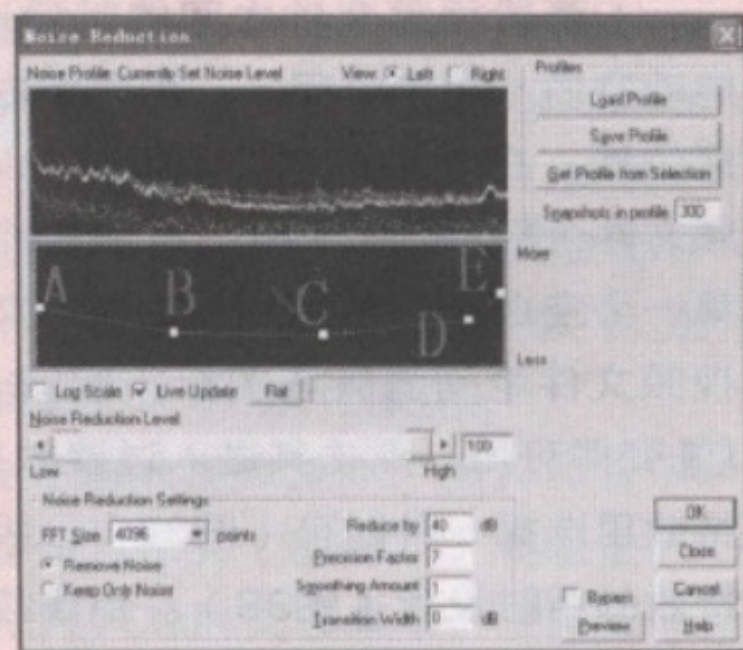 Noise Reduction
Noise Profile: Currently Set Noise Level View: Left Right
Profiles
Load Profile
Save Profile
Get Profile from Selection
Snapshots in profile 300
More
A B C D E
Less
Log Scale Live Update Flat
Noise Reduction Level
100
Low High
Noise Reduction Settings
FFT Size 4096 points
Remove Noise
Keep Only Noise
Reduce by 40 dB
Precision Factor 7
Smoothing Amount 1
Transition Width 0 dB
Bypass
Preview
OK
Close
Cancel
Help